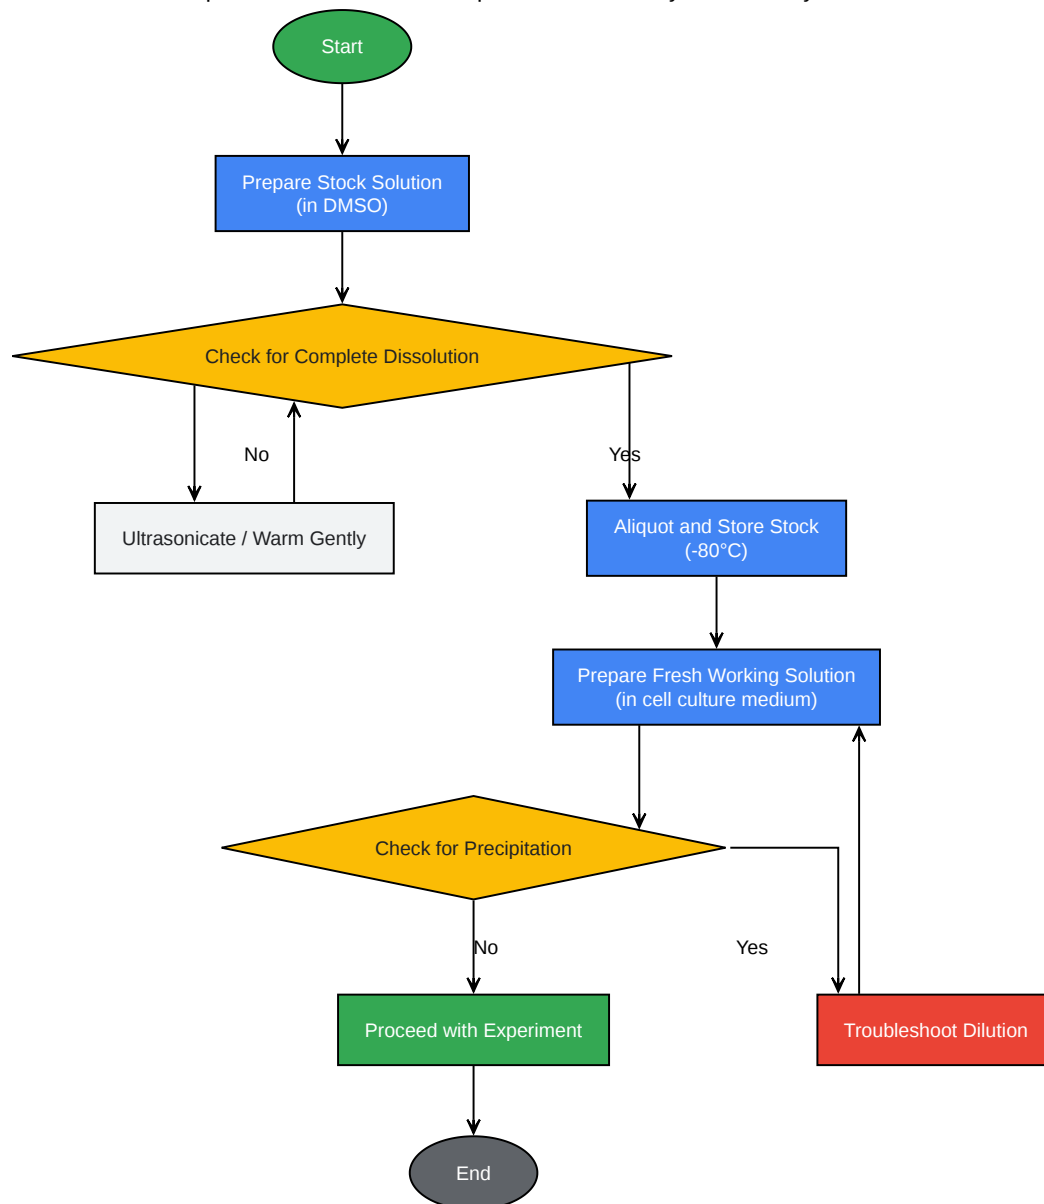 Start
Prepare Stock Solution
(in DMSO)
Check for Complete Dissolution
No
Yes
Ultrasonicate / Warm Gently
Aliquot and Store Stock
(-80°C)
Prepare Fresh Working Solution
(in cell culture medium)
Check for Precipitation
No
Yes
Proceed with Experiment
Troubleshoot Dilution
End